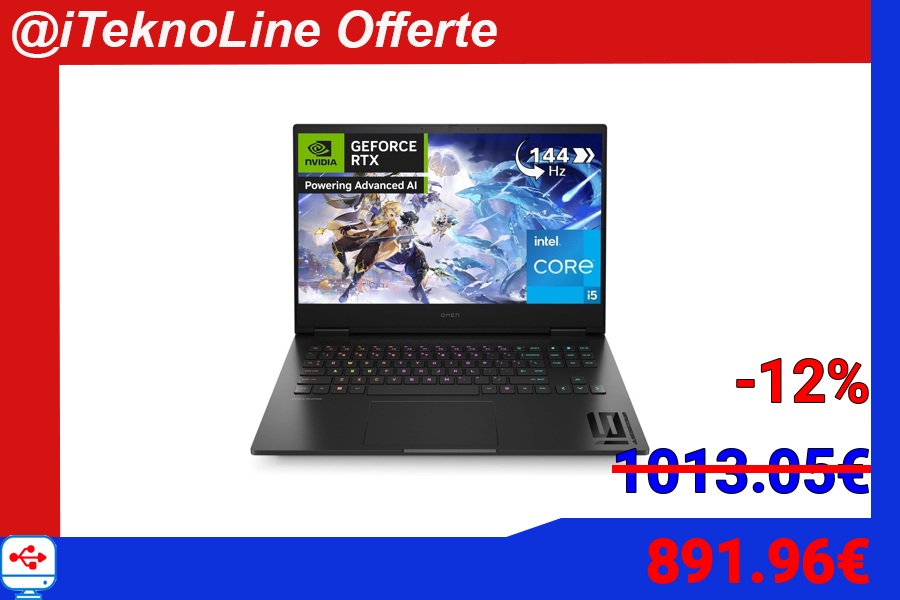 @iTeknoLine Offerte
NVIDIA
GEFORCE
RTX
Powering Advanced AI
144
Hz
intel.
CORE
i5
OMEN
-12%
1013.05€
891.96€